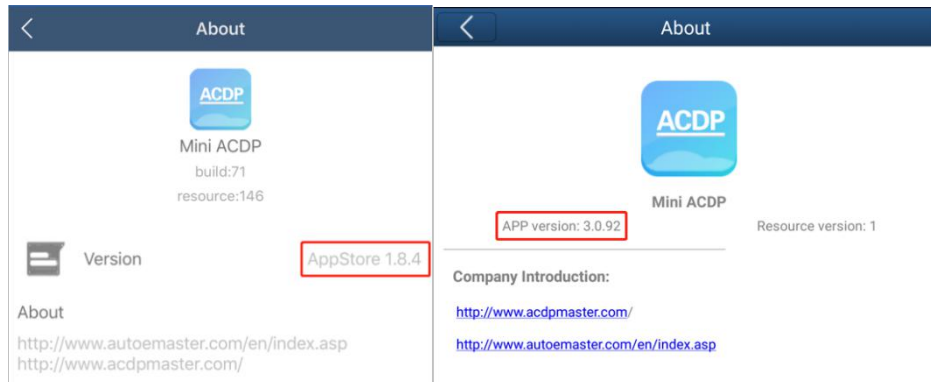 About
ACDP
Mini ACDP
build:71
resource:146
Version
AppStore 1.8.4
About
http://www.autoemaster.com/en/index.asp
http://www.acdpmaster.com/
About
ACDP
Mini ACDP
APP version: 3.0.92
Resource version: 1
Company Introduction:
http://www.acdpmaster.com/
http://www.autoemaster.com/en/index.asp